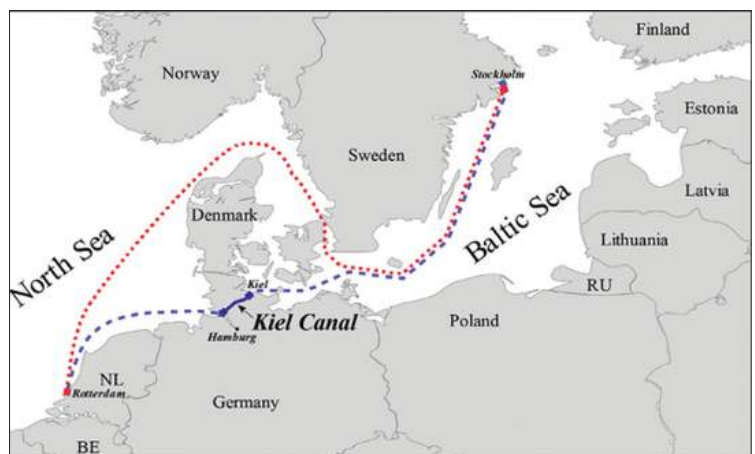 Finland
Norway
Stockholm
Estonia
Sweden
Latvia
Denmark
North Sea
Baltic Sea
Lithuania
RU
Kiel
Kiel Canal
Hamburg
Poland
NL
Rotterdam
Germany
BE